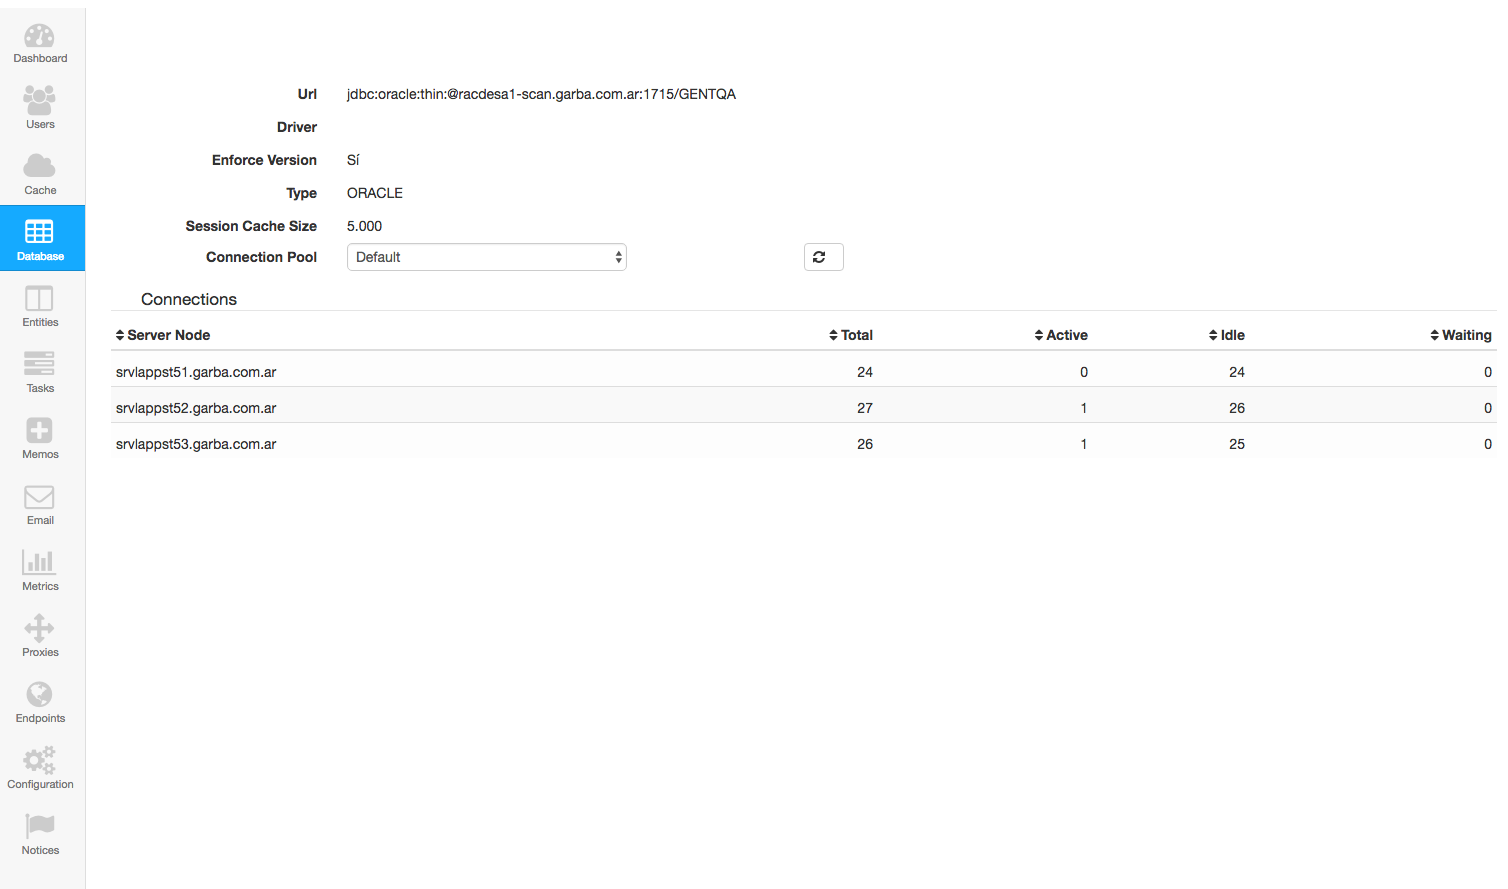 Dashboard
Users
Cache
Database
Entities
Tasks
Memos
Email
Metrics
Proxies
Endpoints
Configuration
Notices
Url jdbc:oracle:thin:@racdesa1-scan.garba.com.ar:1715/GENTQA
Driver
Enforce Version Sí
Type ORACLE
Session Cache Size 5.000
Connection Pool Default
Connections
Server Node Total Active Idle Waiting
srvlappst51.garba.com.ar 24 0 24 0
srvlappst52.garba.com.ar 27 1 26 0
srvlappst53.garba.com.ar 26 1 25 0